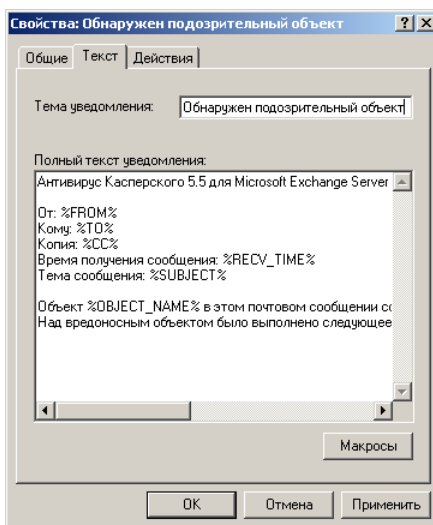 Свойства: Обнаружен подозрительный объект
Общие Текст Действия
Тема уведомления: Обнаружен подозрительный объект
Полный текст уведомления:
Антивирус Касперского 5.5 для Microsoft Exchange Server
От: %FROM%
Кому: %TO%
Копия: %CC%
Время получения сообщения: %RECV_TIME%
Тема сообщения: %SUBJECT%
Объект %OBJECT_NAME% в этом почтовом сообщении со
Над вредоносным объектом было выполнено следующее
Макросы
OK Отмена Применить